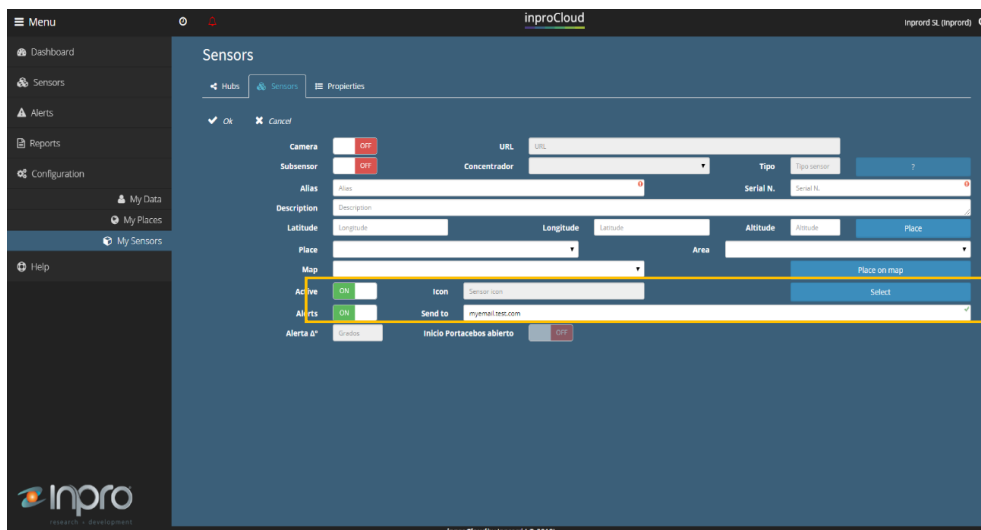 Menu
inproCloud
Inprord SL (Inprord)
Dashboard
Sensors
Alerts
Reports
Configuration
My Data
My Places
My Sensors
Help
Sensors
Hubs
Sensors
Propierties
Ok Cancel
Camera OFF URL URL
Subsensor OFF Concentrador Tipo Tipo sensor ?
Alias Alias Serial N. Serial N.
Description Description
Latitude Longitude Longitude Latitude Altitude Altitude Place
Place Area
Map Place on map
Active ON Icon Sensor icon Select
Alerts ON Send to myemail.test.com
Alerta Δº Grados Inicio Portacebos abierto OFF
Inpro
research + development